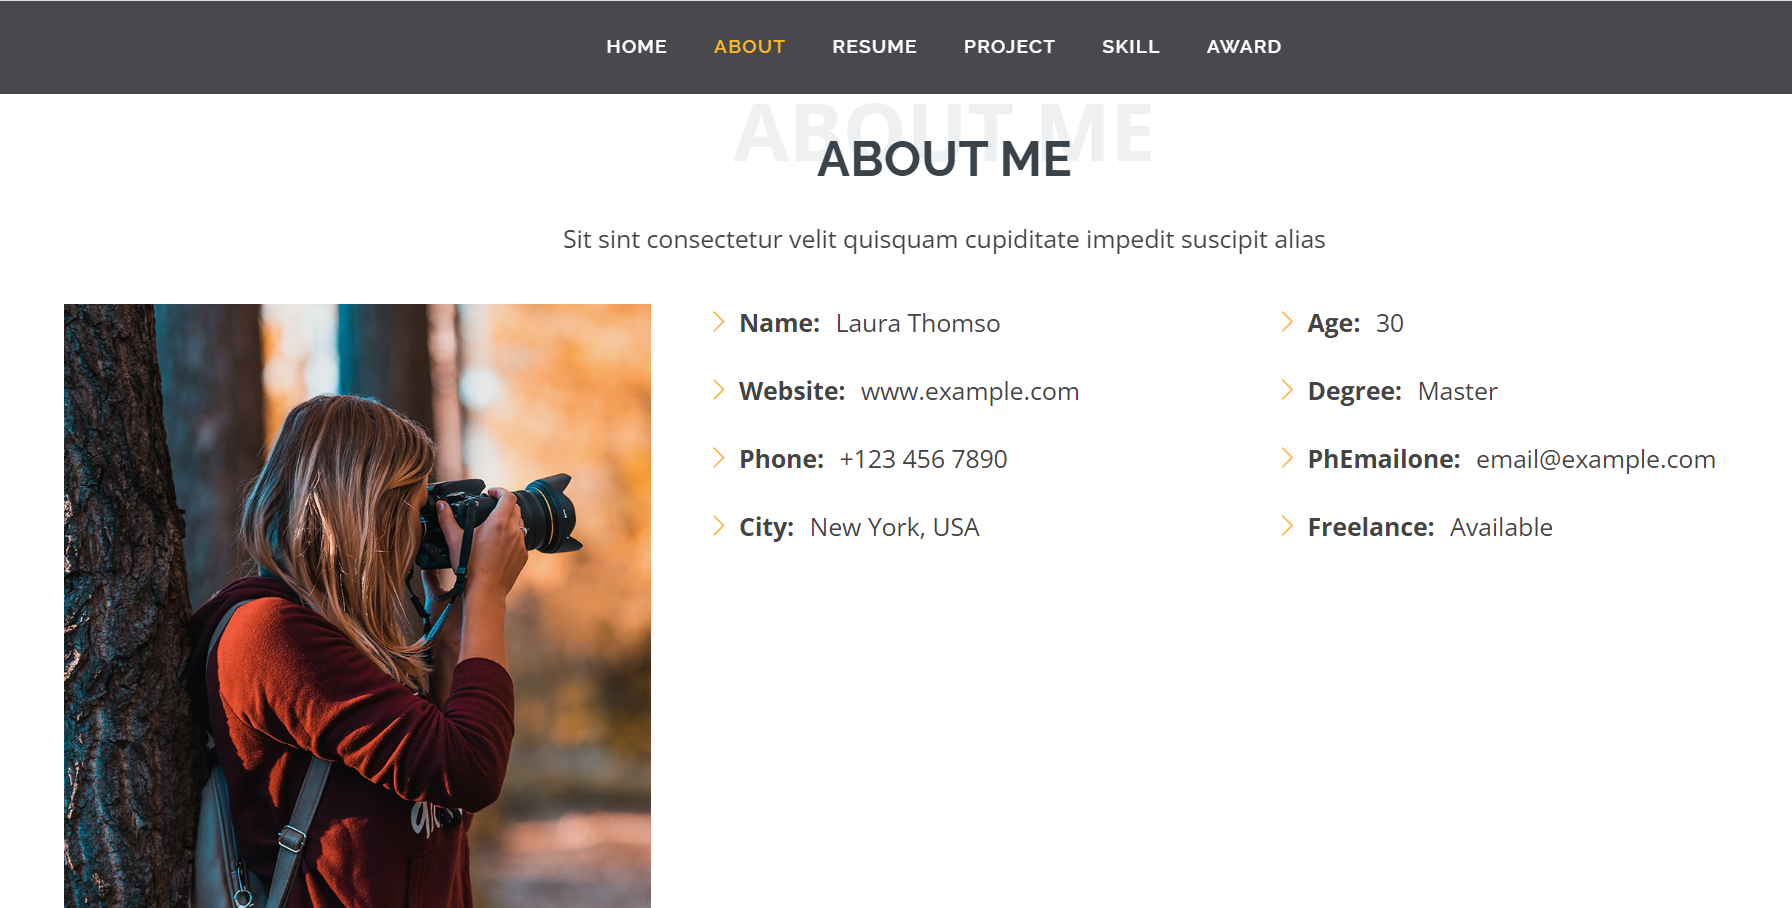 HOME ABOUT RESUME PROJECT SKILL AWARD
ABOUT ME
ABOUT ME
Sit sint consectetur velit quisquam cupiditate impedit suscipit alias
Name: Laura Thomso
Website: www.example.com
Phone: +123 456 7890
City: New York, USA
Age: 30
Degree: Master
PhEmailone: email@example.com
Freelance: Available